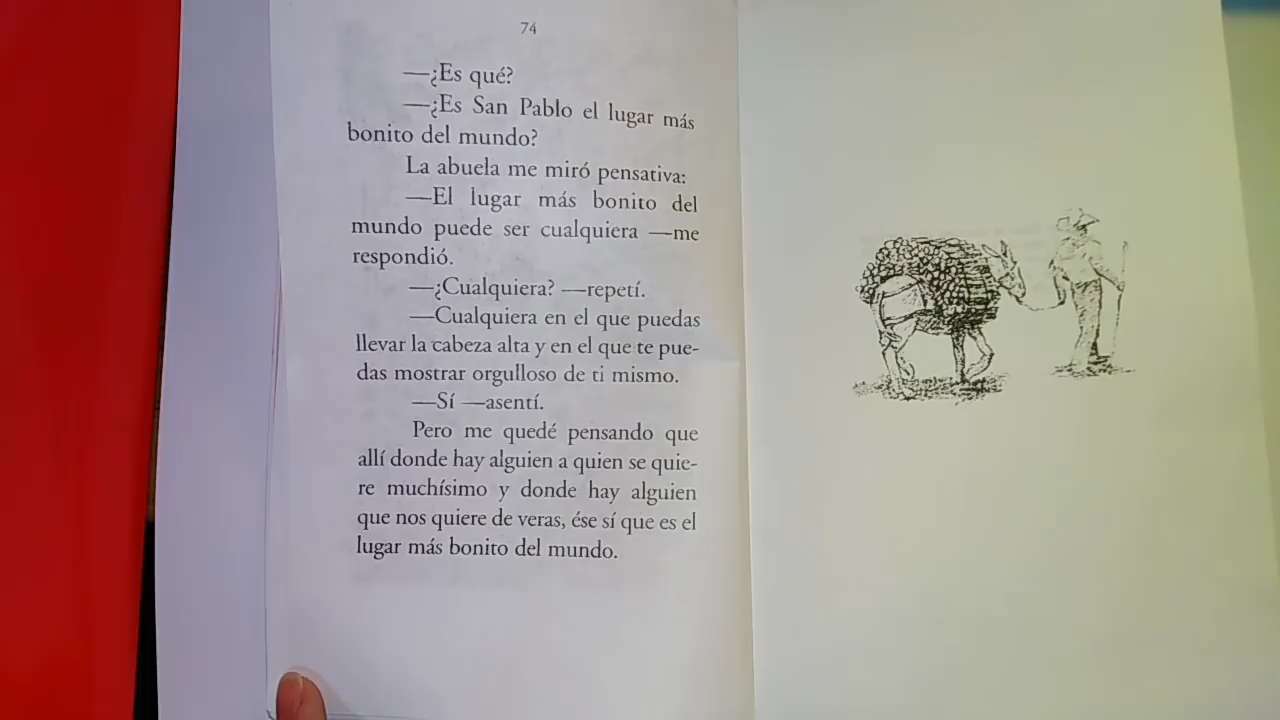 74
—¿Es qué?
—¿Es San Pablo el lugar más
bonito del mundo?
La abuela me miró pensativa:
—El lugar más bonito del
mundo puede ser cualquiera —me
respondió.
—¿Cualquiera? —repetí.
—Cualquiera en el que puedas
llevar la cabeza alta y en el que te pue-
das mostrar orgulloso de ti mismo.
—Sí —asentí.
Pero me quedé pensando que
allí donde hay alguien a quien se quie-
re muchísimo y donde hay alguien
que nos quiere de veras, ése sí que es el
lugar más bonito del mundo.